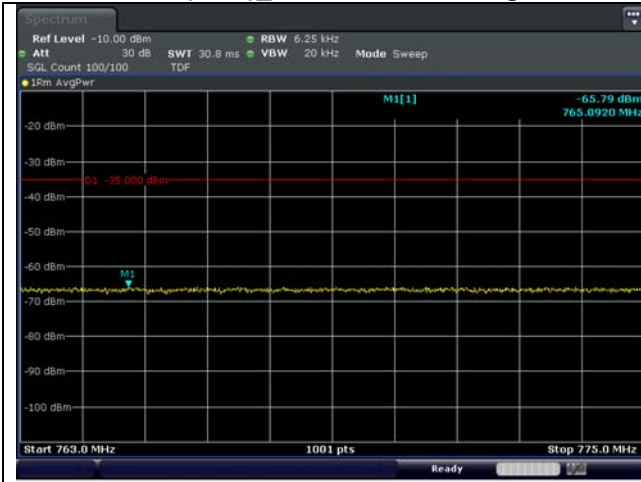 Spectrum
Ref Level -10.00 dBm RBW 6.25 kHz
Att 30 dB SWT 30.8 ms VBW 20 kHz Mode Sweep
SGL Count 100/100 TDF
1Rm AvgPwr
M1[1] -65.79 dBm
765.0920 MHz
-20 dBm
-30 dBm
D1 -35.000 dBm
-40 dBm
-50 dBm
-60 dBm
M1
-70 dBm
-80 dBm
-90 dBm
-100 dBm
Start 763.0 MHz 1001 pts Stop 775.0 MHz
Ready